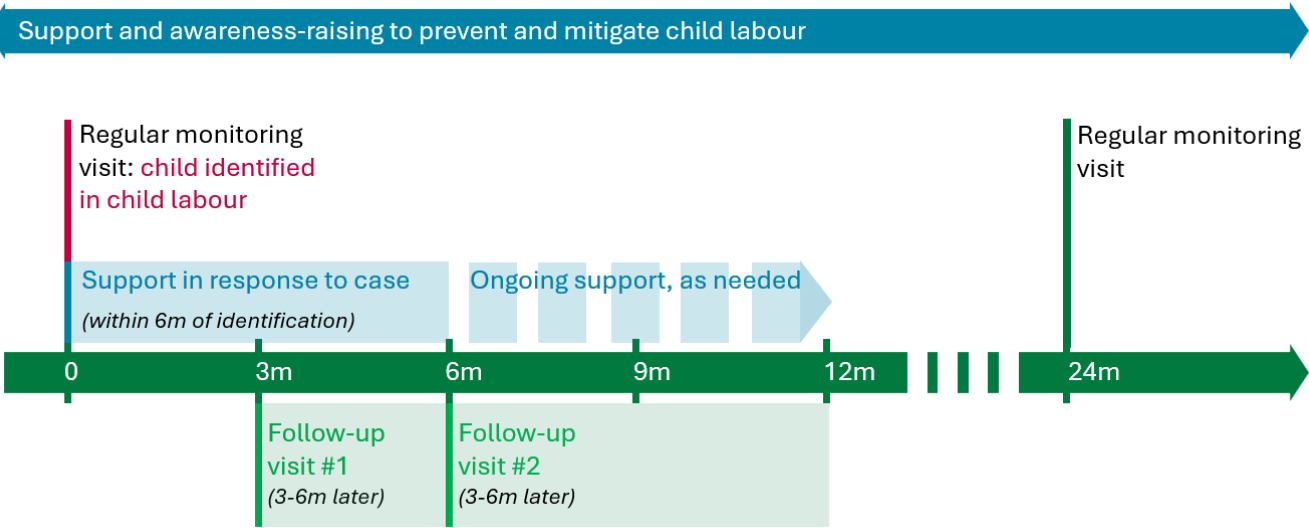 Support and awareness-raising to prevent and mitigate child labour
Regular monitoring
visit: child identified
in child labour
Regular monitoring
visit
Support in response to case
(within 6m of identification)
Ongoing support, as needed
0
3m
6m
9m
12m
24m
Follow-up
visit #1
(3-6m later)
Follow-up
visit #2
(3-6m later)